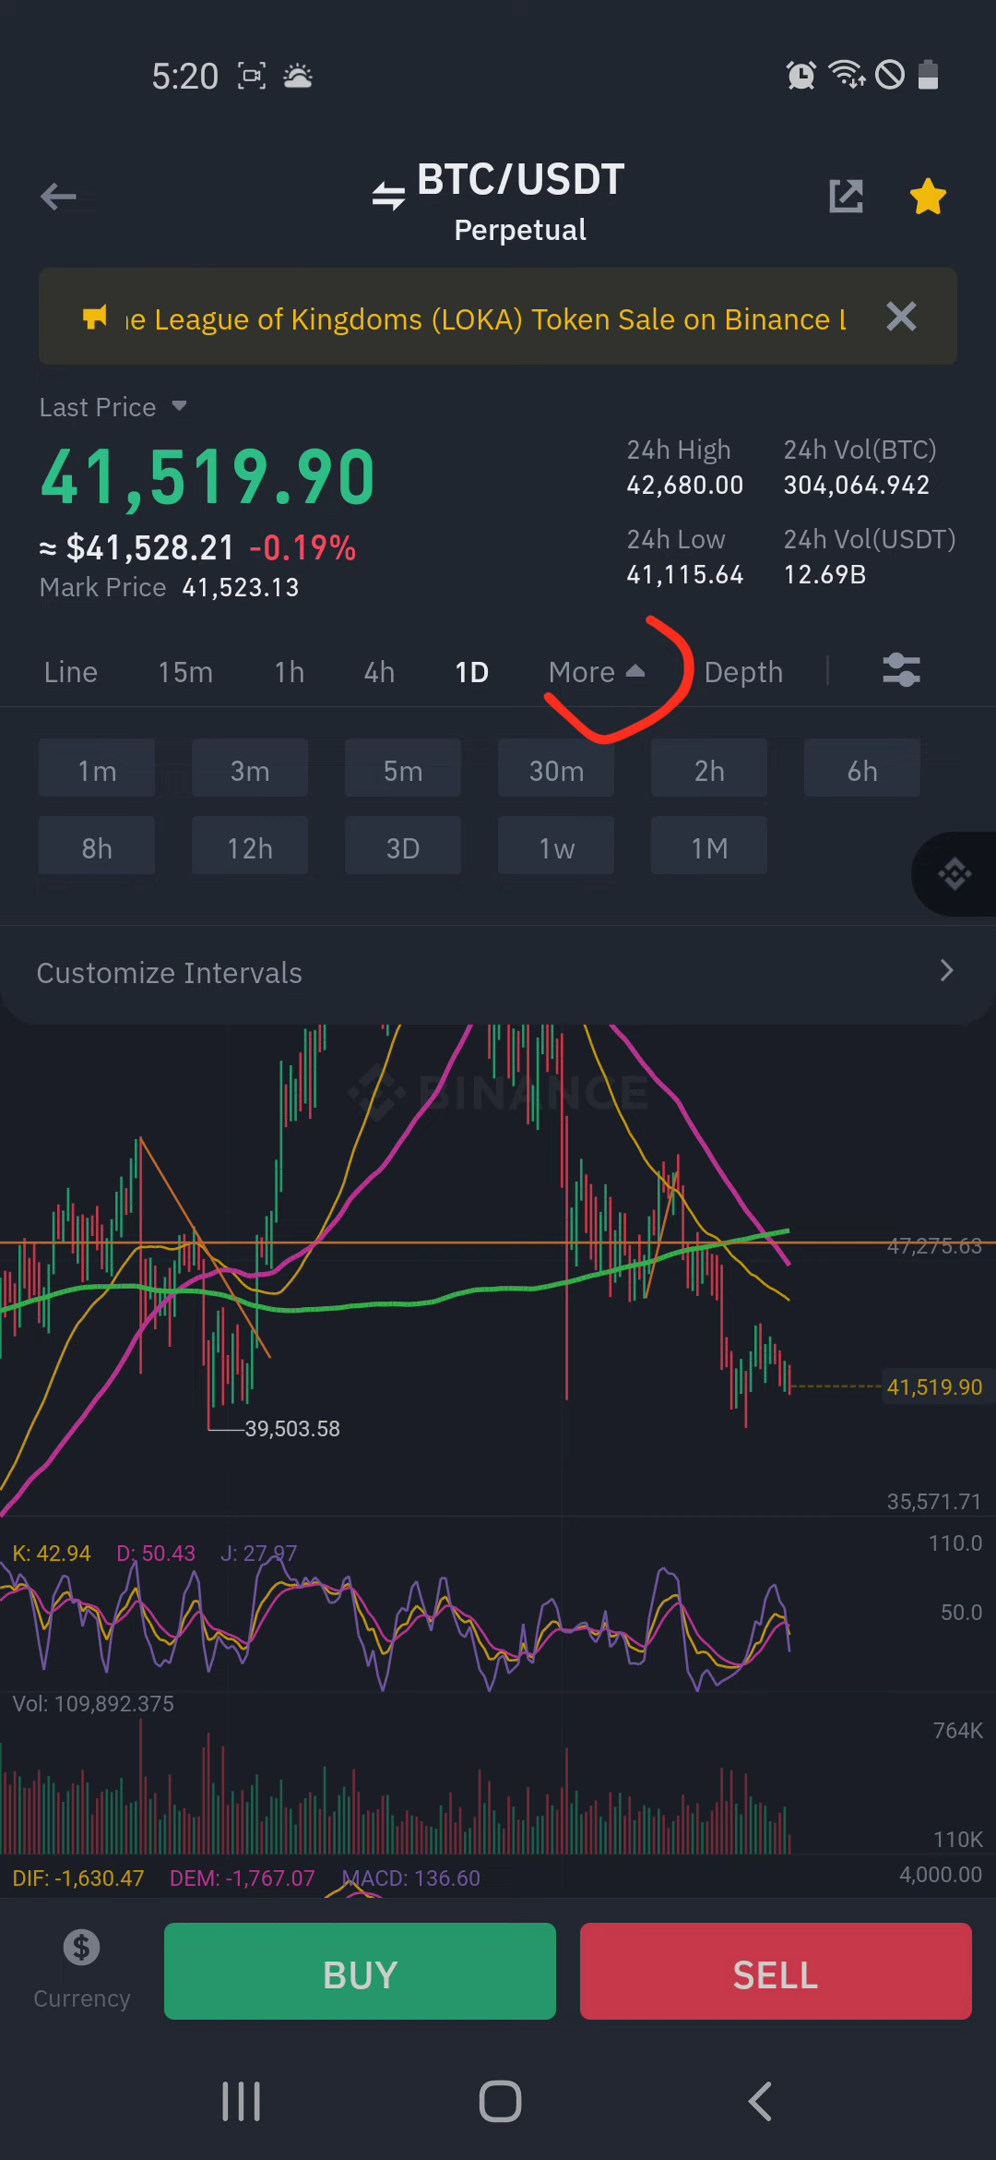 5:20
BTC/USDT
Perpetual
ne League of Kingdoms (LOKA) Token Sale on Binance L
Last Price
41,519.90
≈ $41,528.21 -0.19%
Mark Price 41,523.13
24h High 24h Vol(BTC)
42,680.00 304,064.942
24h Low 24h Vol(USDT)
41,115.64 12.69B
Line 15m 1h 4h 1D More Depth
1m 3m 5m 30m 2h 6h
8h 12h 3D 1w 1M
Customize Intervals
BINANCE
47,275.63
41,519.90
39,503.58
35,571.71
K: 42.94 D: 50.43 J: 27.97 110.0
50.0
Vol: 109,892.375
764K
110K
DIF: -1,630.47 DEM: -1,767.07 MACD: 136.60 4,000.00
Currency BUY SELL